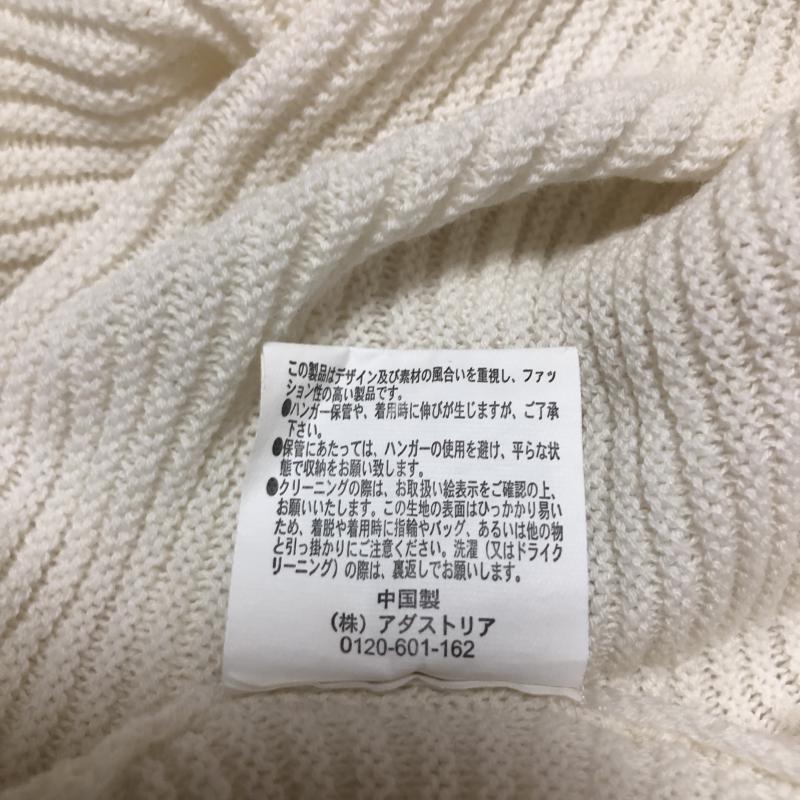 この製品はデザイン及び素材の風合いを重視し、ファッ
ション性の高い製品です。
●ハンガー保管や、着用時に伸びが生じますが、ご了承
下さい。
●保管にあたっては、ハンガーの使用を避け、平らな状
態で収納をお願い致します。
●クリーニングの際は、お取扱い絵表示をご確認の上、
お願いいたします。この生地の表面はひっかかり易い
ため、着脱や着用時に指輪やバッグ、あるいは他の物
と引っ掛かりにご注意ください。洗濯（又はドライク
リーニング）の際は、裏返しでお願いします。
中国製
（株）アダストリア
0120-601-162